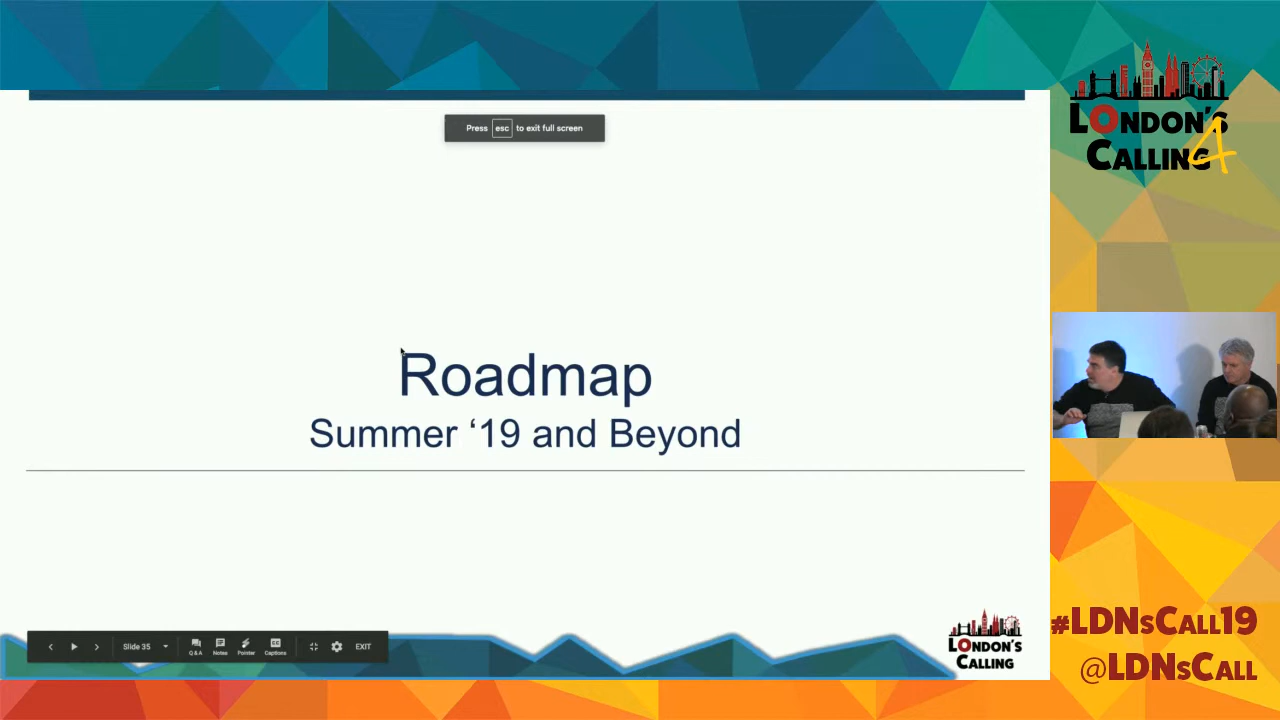 LONDON'S
CALLING
4
Press esc to exit full screen
Roadmap
Summer ‘19 and Beyond
Slide 35
Q & A
Notes
Pointer
Captions
EXIT
LONDON'S
CALLING
#LDNSCALL19
@LDNSCALL